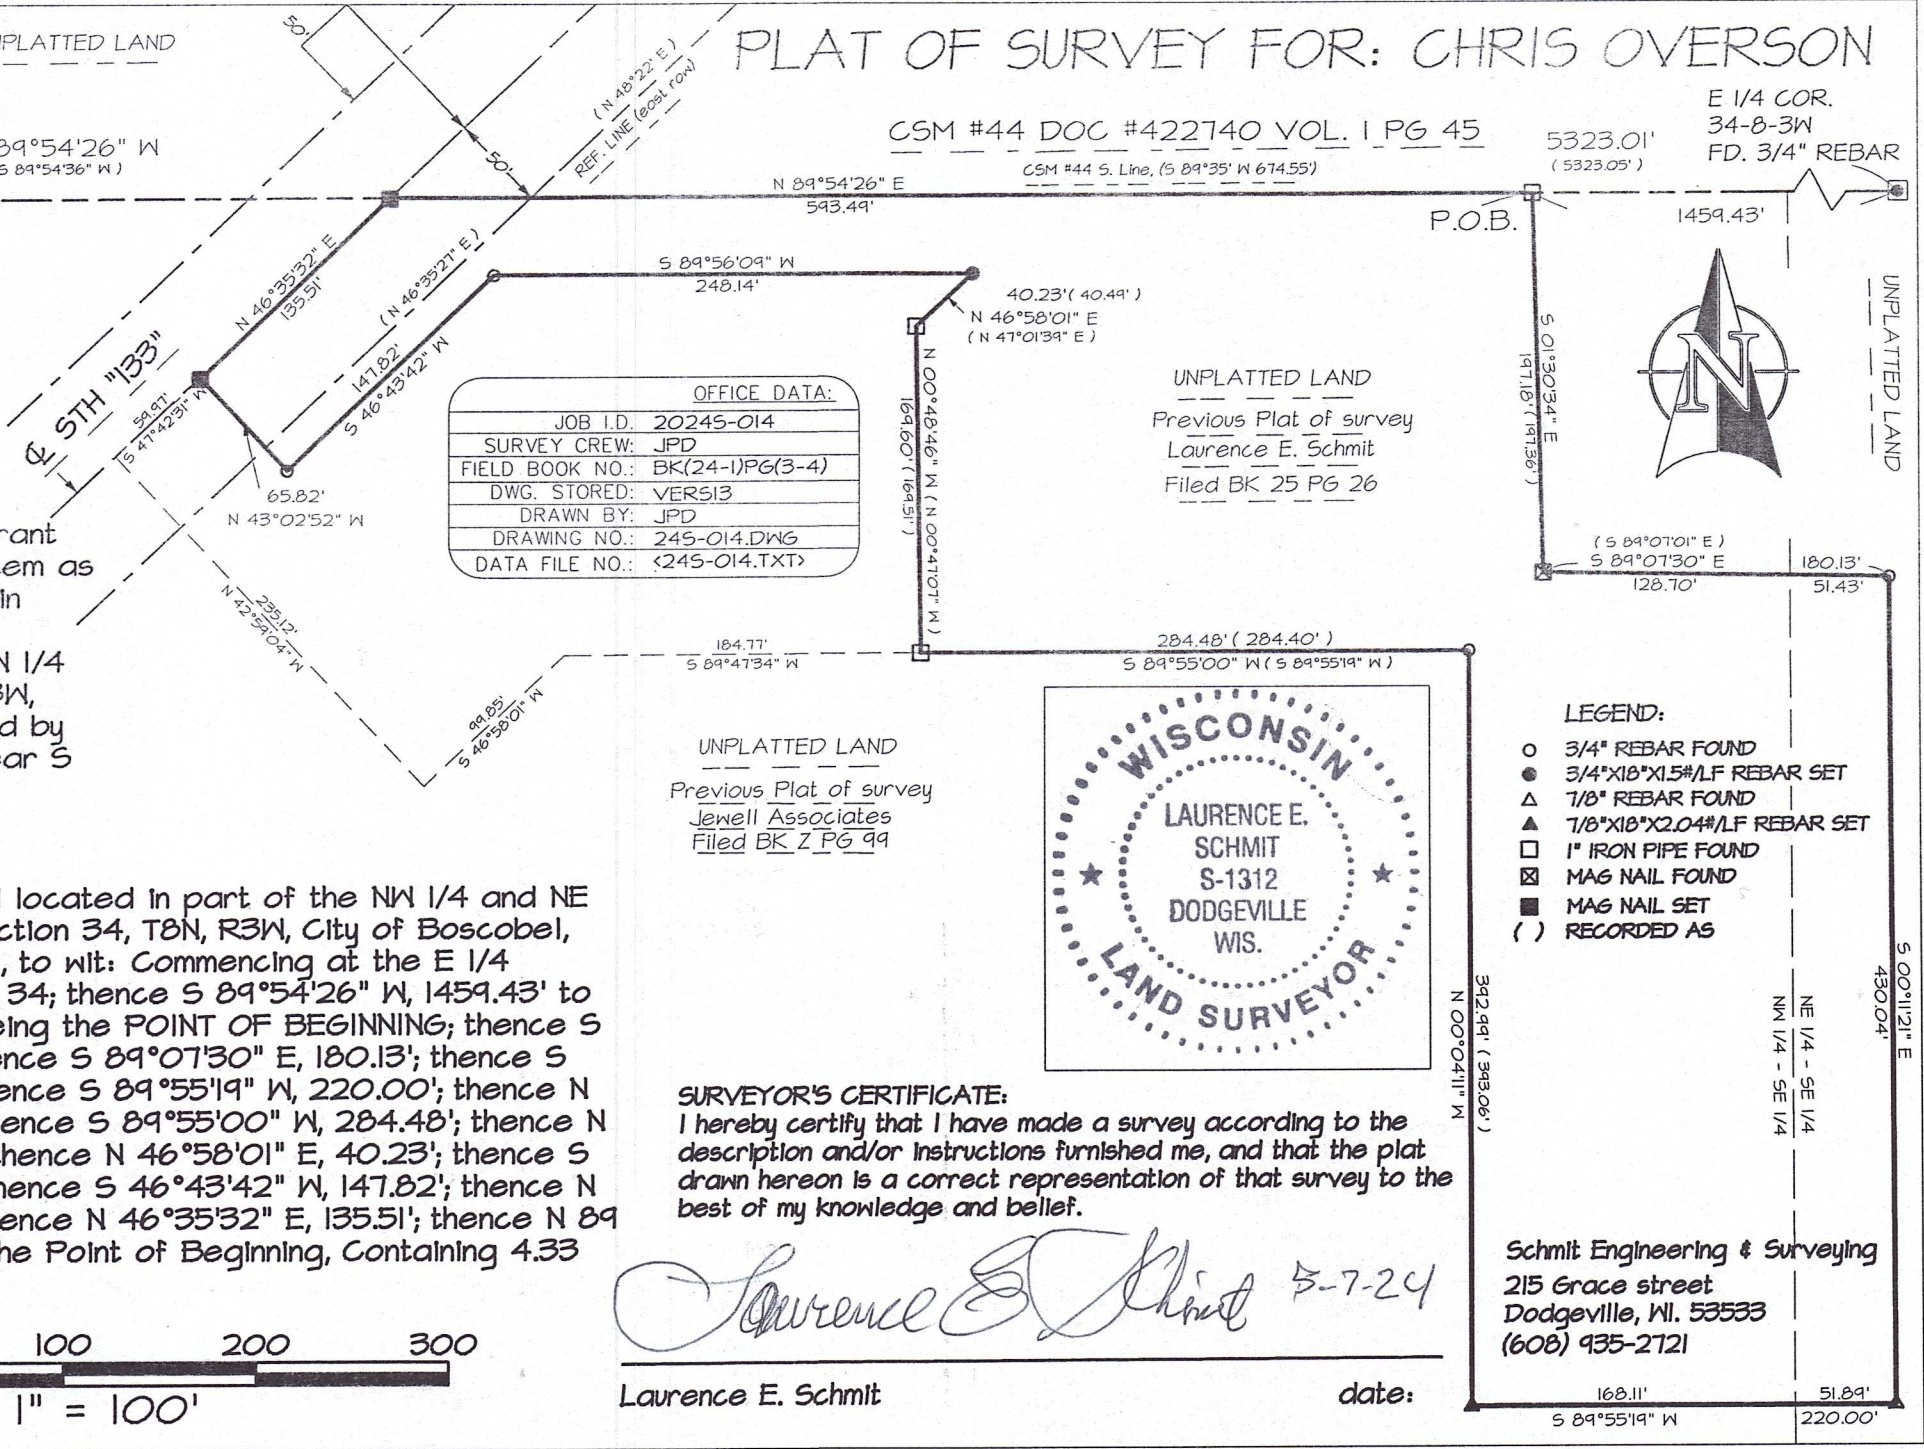 PLAT OF SURVEY FOR: CHRIS OVERSON
PLATTED LAND
89°54'26" W
S 89°54'36" W )
50'
50'
( N 48°22' E )
REF. LINE (east row)
CSM #44 DOC #422740 VOL. 1 PG 45
CSM #44 S. Line, (S 89°35' W 674.55')
N 89°54'26" E
593.49'
5323.01'
( 5323.05' )
E 1/4 COR.
34-8-3W
FD. 3/4" REBAR
P.O.B.
1459.43'
N 46°35'32" E
135.51'
( N 46°35'27" E )
147.82'
S 46°43'42" W
S 89°56'09" W
248.14'
40.23'( 40.49' )
N 46°58'01" E
( N 47°01'39" E )
℄ STH "133"
59.97'
S 47°42'31" W
65.82'
N 43°02'52" W
N 00°48'46" W ( N 00°47'07" W )
169.60' ( 169.51' )
OFFICE DATA:
JOB I.D. 2024S-014
SURVEY CREW: JPD
FIELD BOOK NO.: BK(24-1)PG(3-4)
DWG. STORED: VERS13
DRAWN BY: JPD
DRAWING NO.: 24S-014.DWG
DATA FILE NO.: <24S-014.TXT>
UNPLATTED LAND
Previous Plat of survey
Laurence E. Schmit
Filed BK 25 PG 26
S 01°30'34" E
197.18' ( 197.36' )
N
UNPLATTED LAND
( S 89°07'01" E )
S 89°07'30" E
128.70'
180.13'
51.43'
rant
em as
in
N 1/4
3W,
d by
ar S
235.12'
N 42°59'04" W
99.85'
S 46°58'01" W
184.77'
S 89°47'34" W
284.48' ( 284.40' )
S 89°55'00" W ( S 89°55'19" W )
UNPLATTED LAND
Previous Plat of survey
Jewell Associates
Filed BK Z PG 99
WISCONSIN
LAURENCE E.
SCHMIT
S-1312
DODGEVILLE
WIS.
LAND SURVEYOR
LEGEND:
3/4" REBAR FOUND
3/4"X18"X1.5#/LF REBAR SET
7/8" REBAR FOUND
7/8"X18"X2.04#/LF REBAR SET
1" IRON PIPE FOUND
MAG NAIL FOUND
MAG NAIL SET
( ) RECORDED AS
located in part of the NW 1/4 and NE
ction 34, T8N, R3W, City of Boscobel,
, to wit: Commencing at the E 1/4
34; thence S 89°54'26" W, 1459.43' to
eing the POINT OF BEGINNING; thence S
ence S 89°07'30" E, 180.13'; thence S
ence S 89°55'19" W, 220.00'; thence N
ence S 89°55'00" W, 284.48'; thence N
hence N 46°58'01" E, 40.23'; thence S
hence S 46°43'42" W, 147.82'; thence N
ence N 46°35'32" E, 135.51'; thence N 89
he Point of Beginning, Containing 4.33
392.99' ( 393.06' )
N 00°04'11" W
NE 1/4 - SE 1/4
NW 1/4 - SE 1/4
S 00°11'21" E
430.04'
SURVEYOR'S CERTIFICATE:
I hereby certify that I have made a survey according to the
description and/or instructions furnished me, and that the plat
drawn hereon is a correct representation of that survey to the
best of my knowledge and belief.
Laurence E Schmit 5-7-24
Laurence E. Schmit date:
Schmit Engineering & Surveying
215 Grace street
Dodgeville, WI. 53533
(608) 935-2721
168.11'
51.89'
S 89°55'19" W
220.00'
100 200 300
1" = 100'